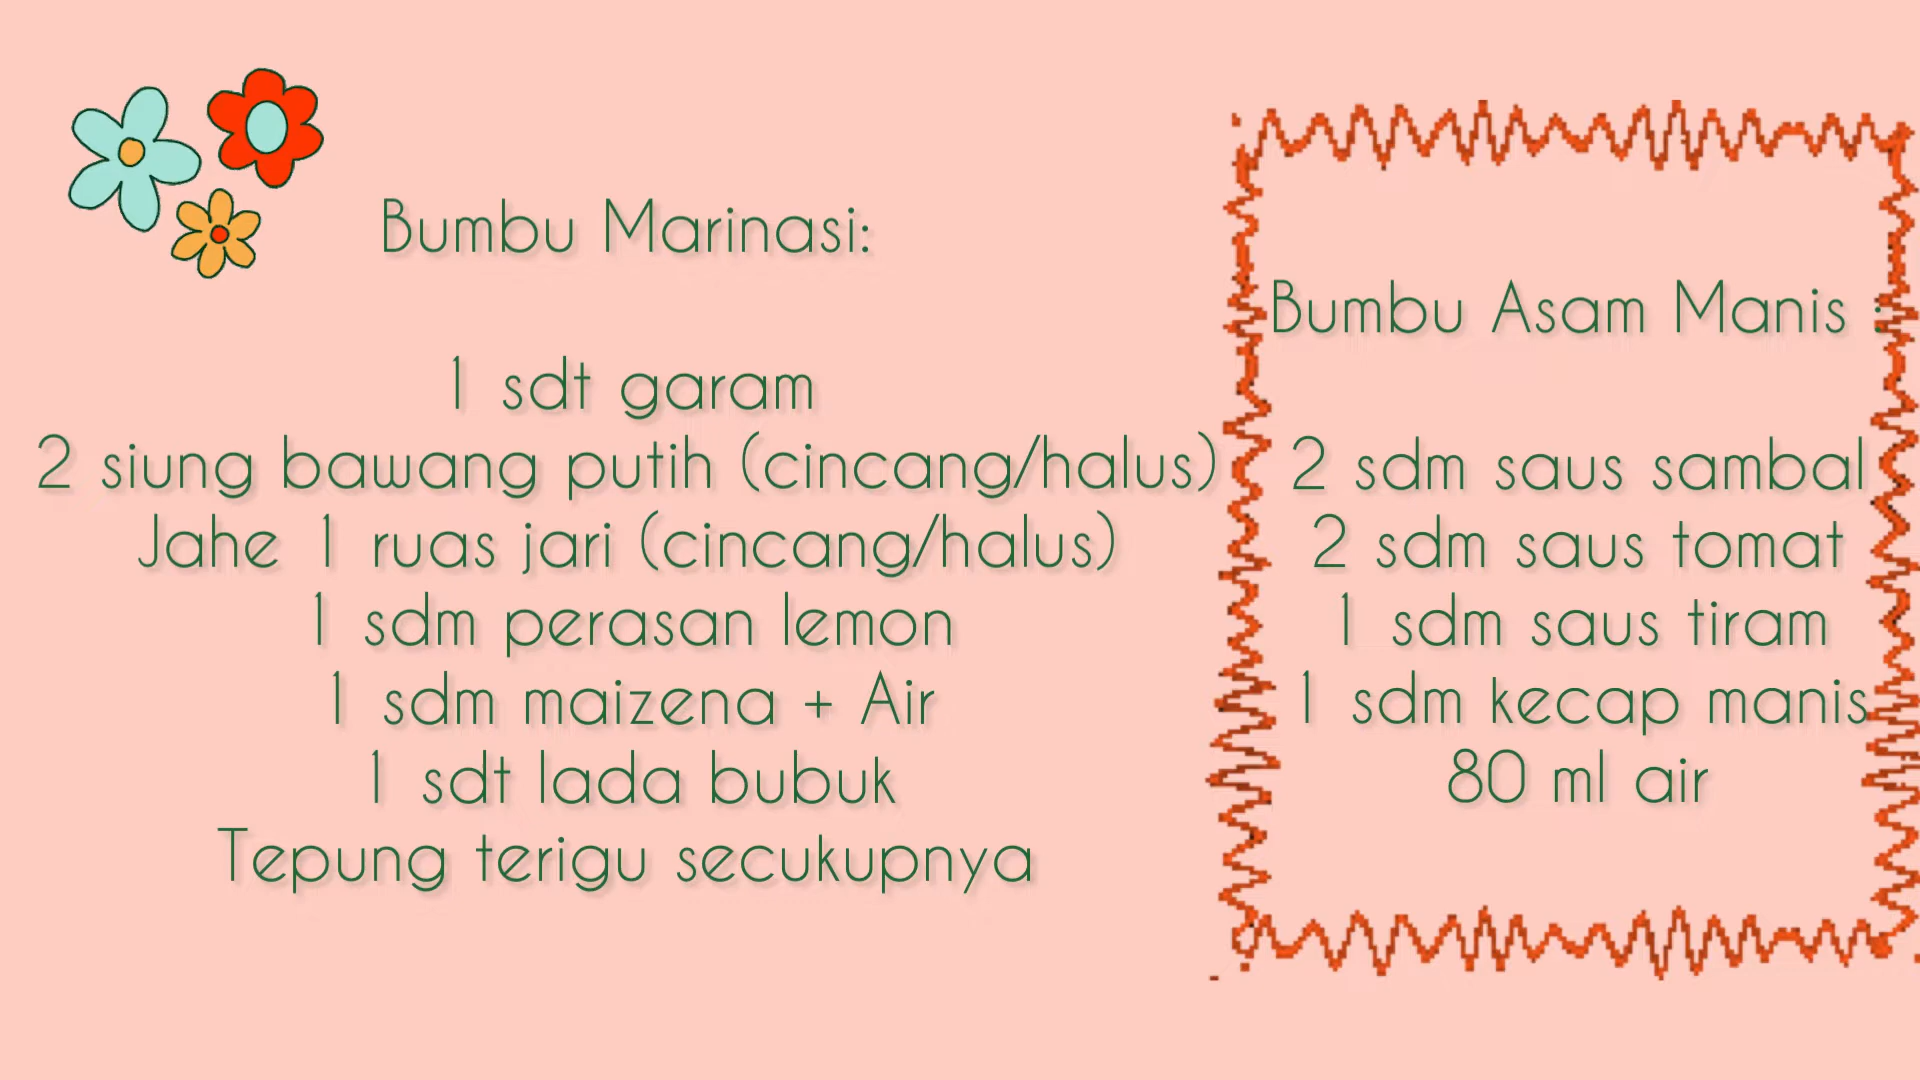 Bumbu Marinasi:
1 sdt garam
2 siung bawang putih (cincang/halus)
Jahe 1 ruas jari (cincang/halus)
1 sdm perasan lemon
1 sdm maizena + Air
1 sdt lada bubuk
Tepung terigu secukupnya
Bumbu Asam Manis :
2 sdm saus sambal
2 sdm saus tomat
1 sdm saus tiram
1 sdm kecap manis
80 ml air